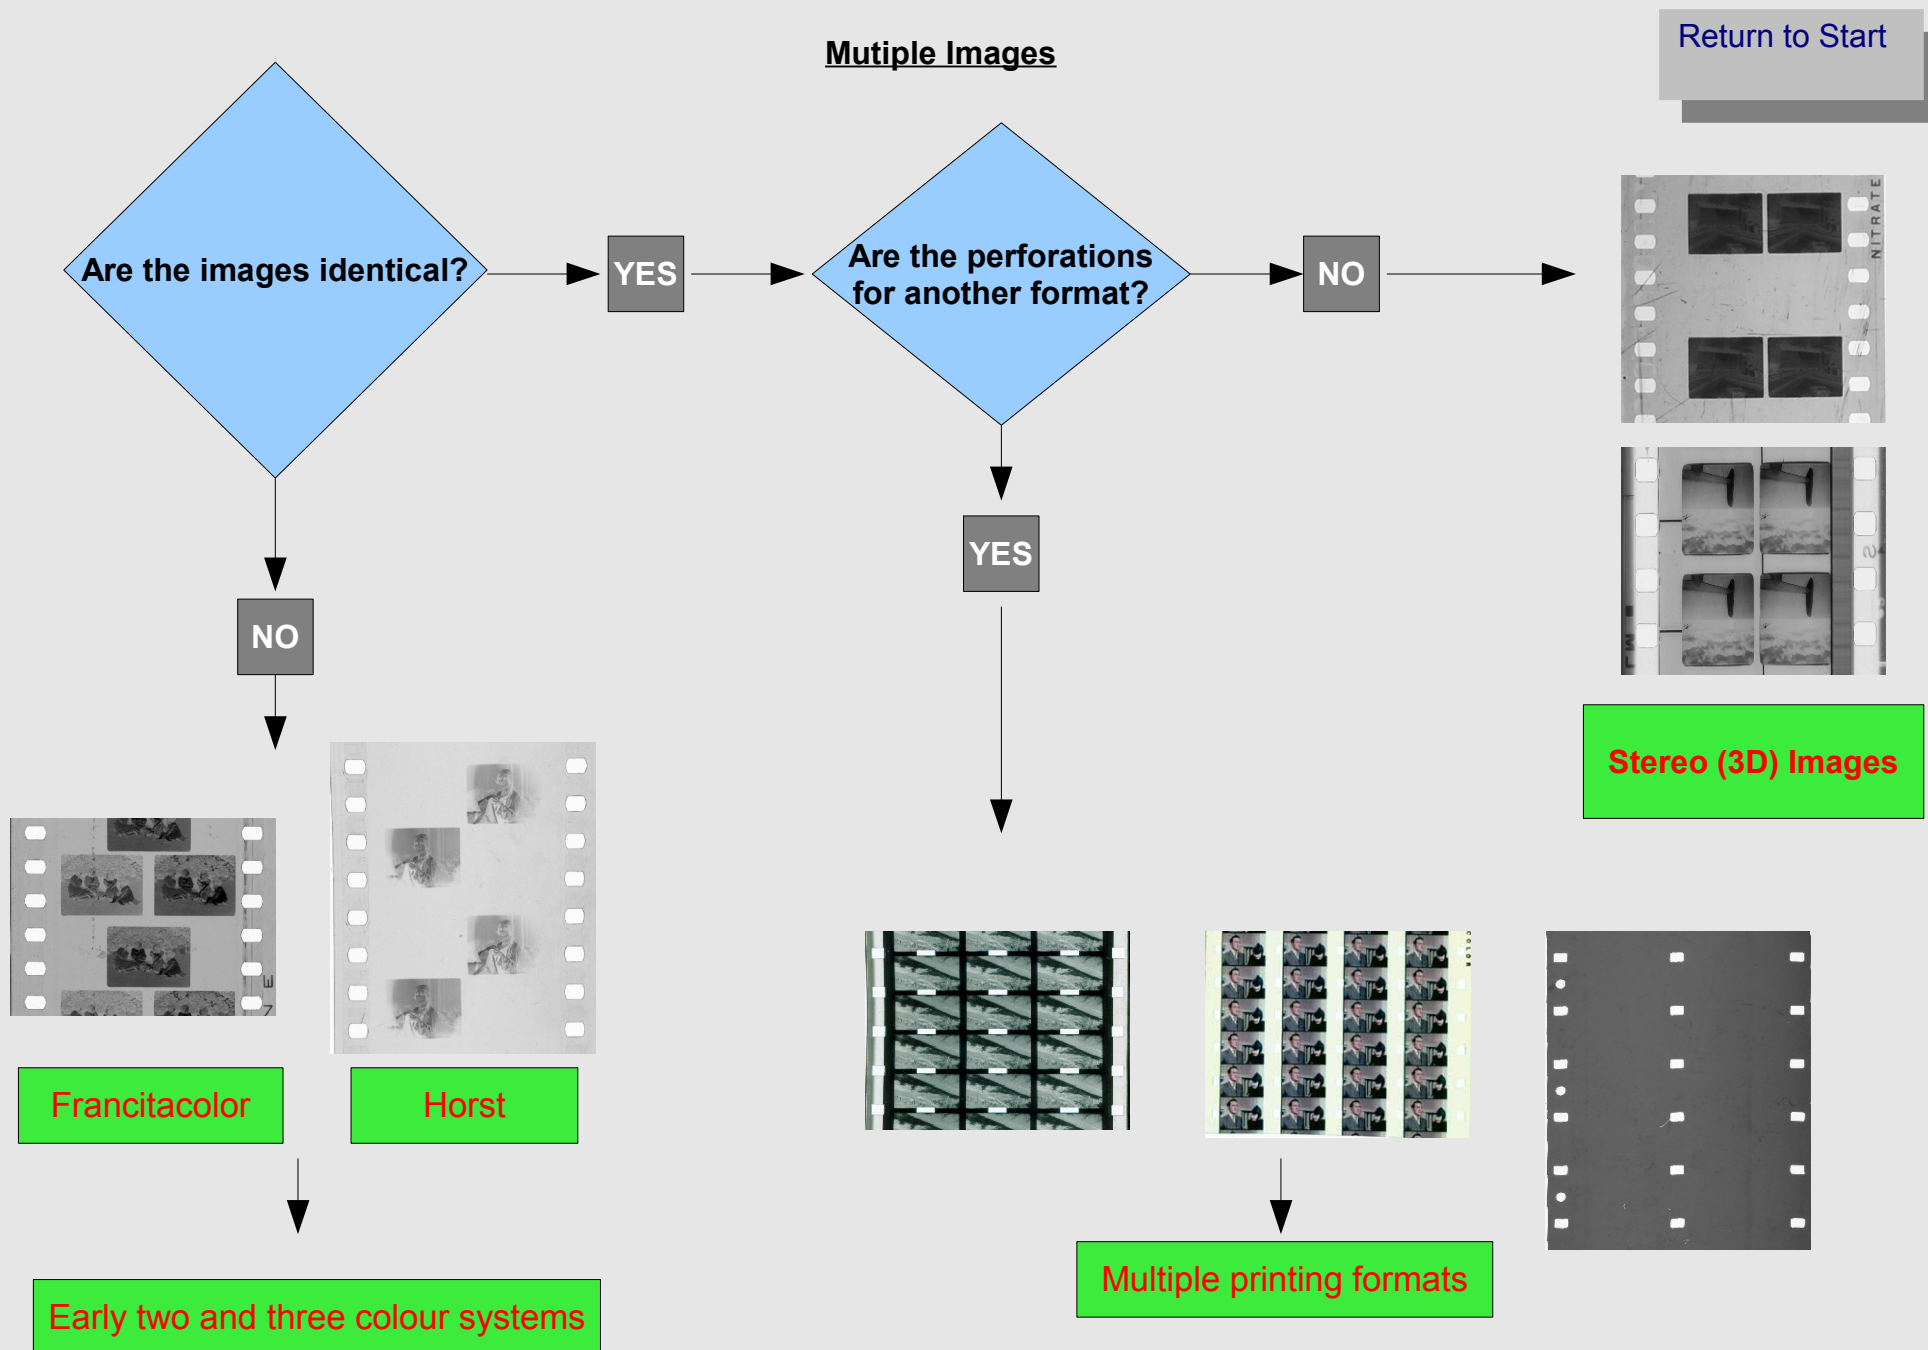 Mutiple Images
Return to Start
Are the images identical?
YES
Are the perforations
for another format?
NO
NITRATE
YES
NO
S
Stereo (3D) Images
COLOR
E
Francitacolor
Horst
Multiple printing formats
Early two and three colour systems